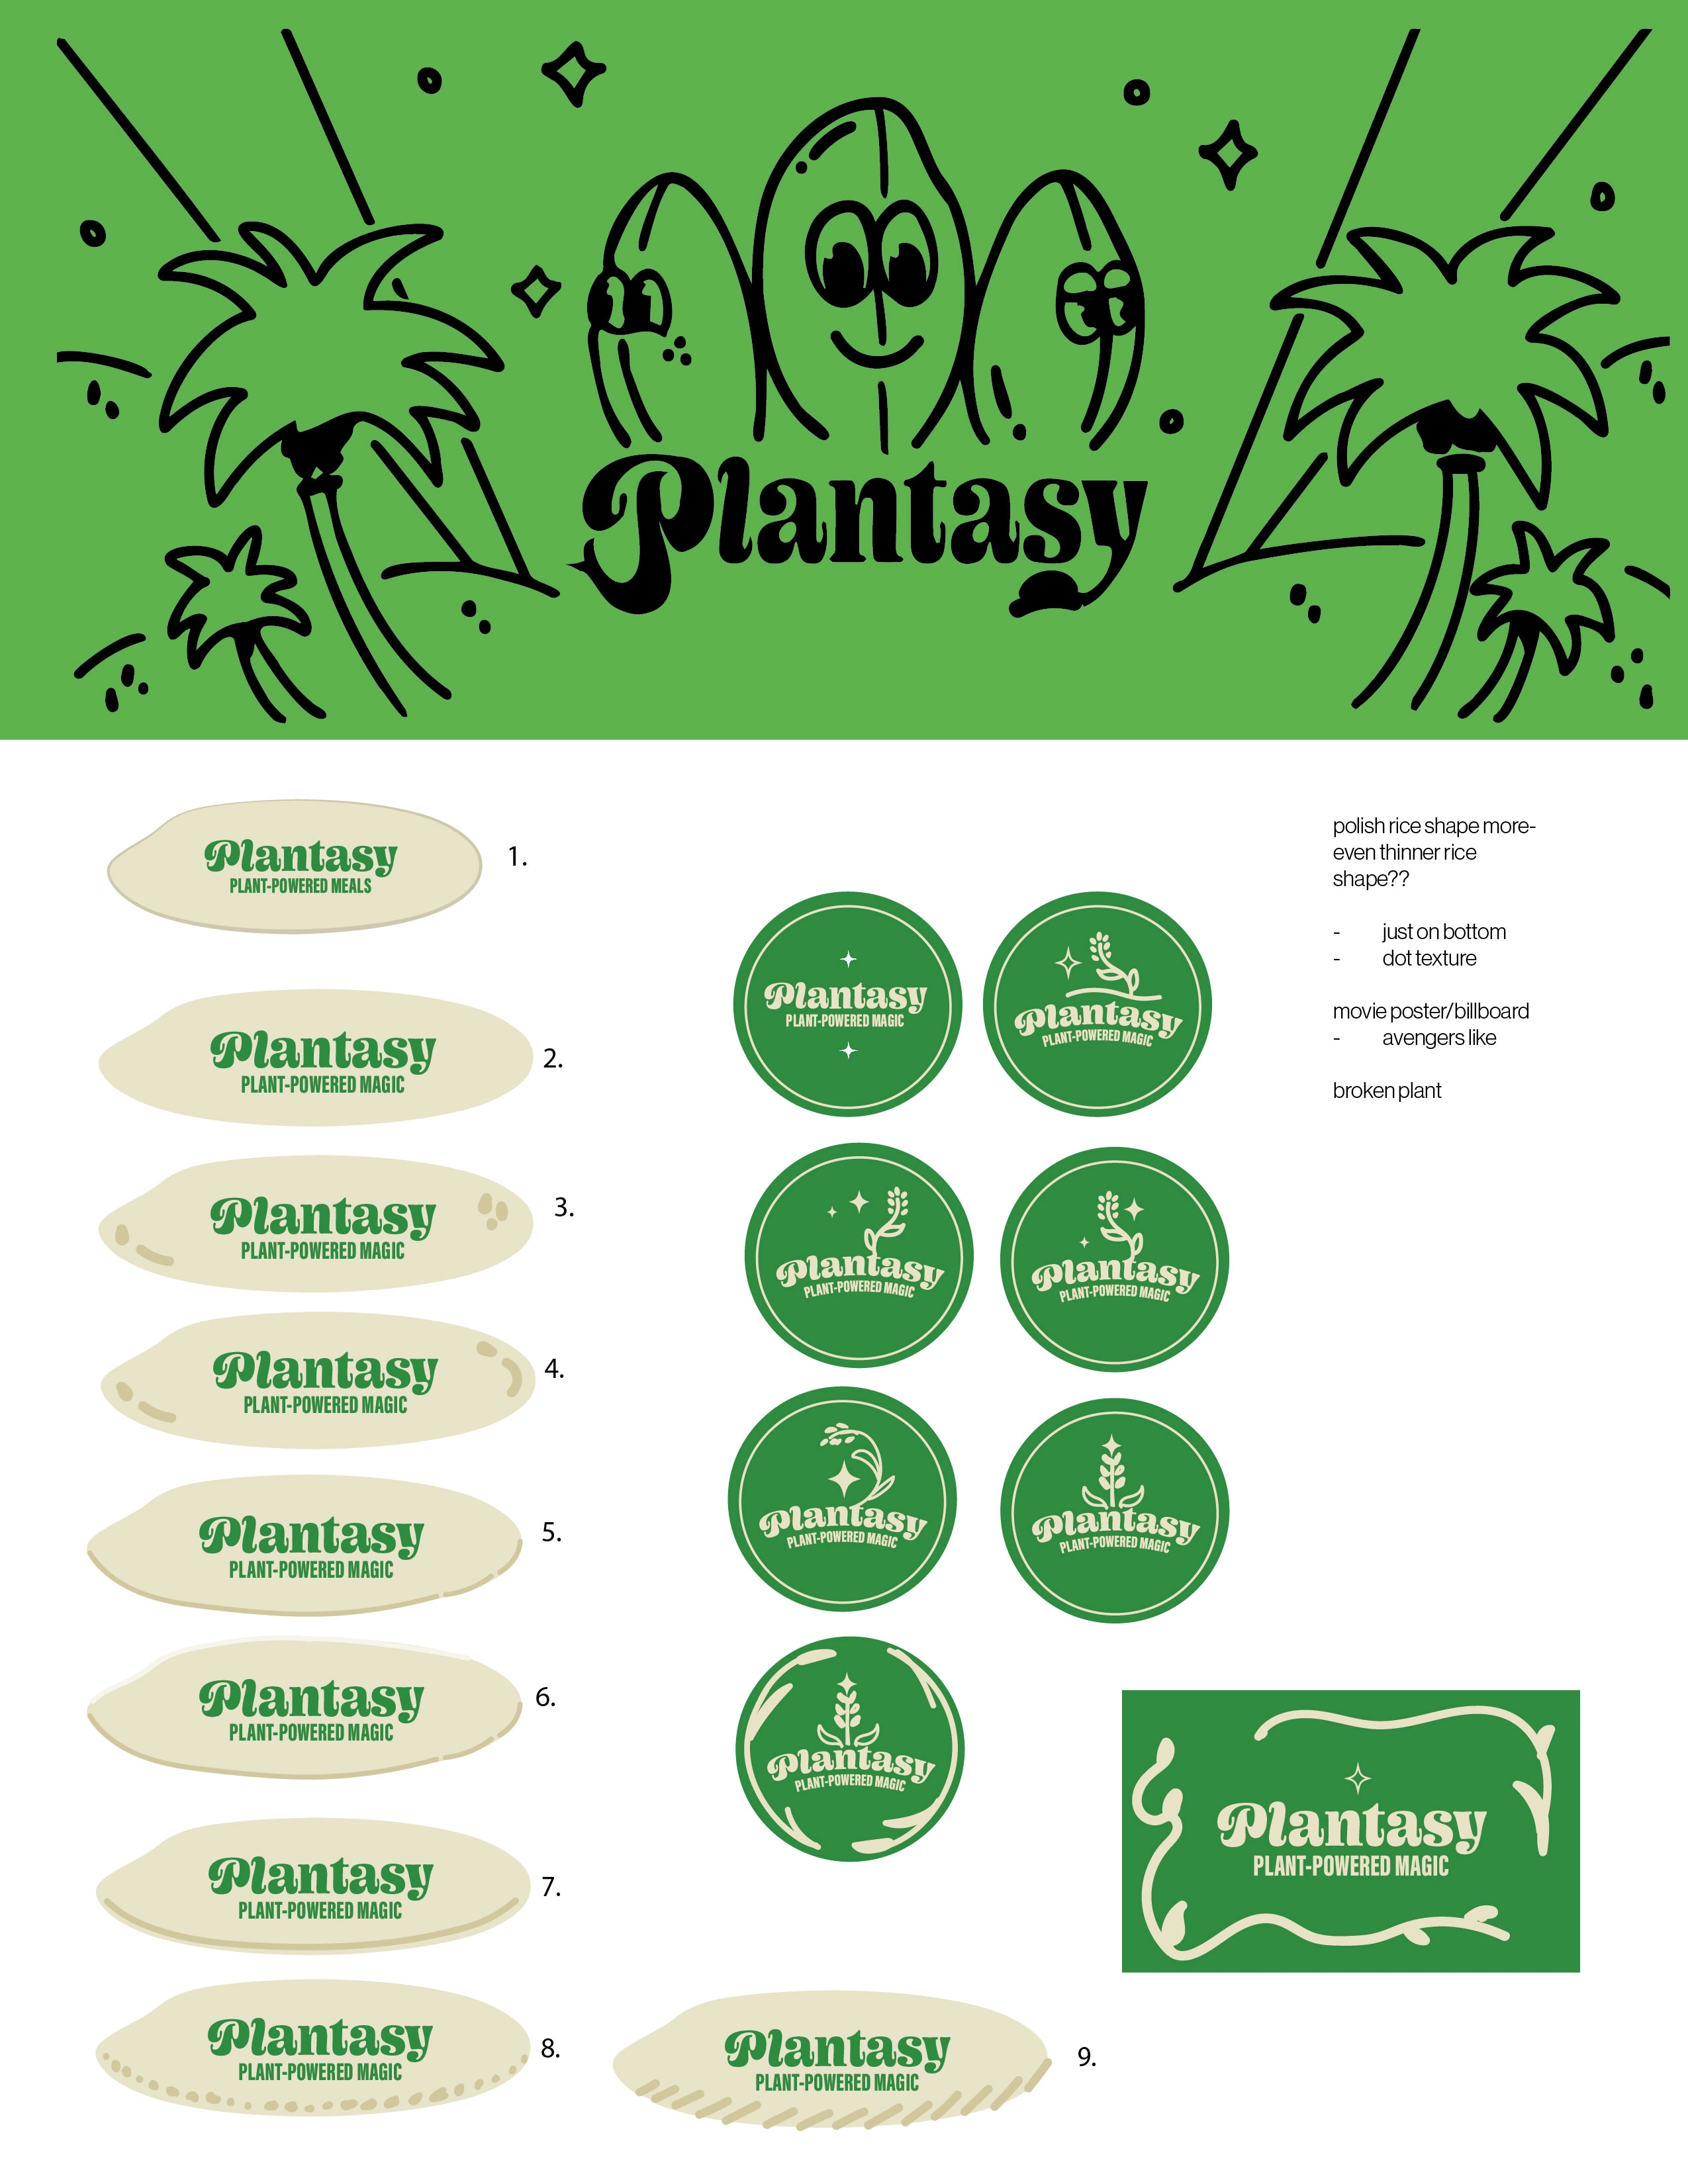 Plantasy
Plantasy
PLANT-POWERED MEALS
1.
Plantasy
PLANT-POWERED MAGIC
2.
Plantasy
PLANT-POWERED MAGIC
3.
Plantasy
PLANT-POWERED MAGIC
4.
Plantasy
PLANT-POWERED MAGIC
5.
Plantasy
PLANT-POWERED MAGIC
6.
Plantasy
PLANT-POWERED MAGIC
7.
Plantasy
PLANT-POWERED MAGIC
8.
Plantasy
PLANT-POWERED MAGIC
9.
Plantasy
PLANT-POWERED MAGIC
Plantasy
PLANT-POWERED MAGIC
Plantasy
PLANT-POWERED MAGIC
Plantasy
PLANT-POWERED MAGIC
Plantasy
PLANT-POWERED MAGIC
Plantasy
PLANT-POWERED MAGIC
Plantasy
PLANT-POWERED MAGIC
polish rice shape more-
even thinner rice
shape??
- just on bottom
- dot texture
movie poster/billboard
- avengers like
broken plant
Plantasy
PLANT-POWERED MAGIC